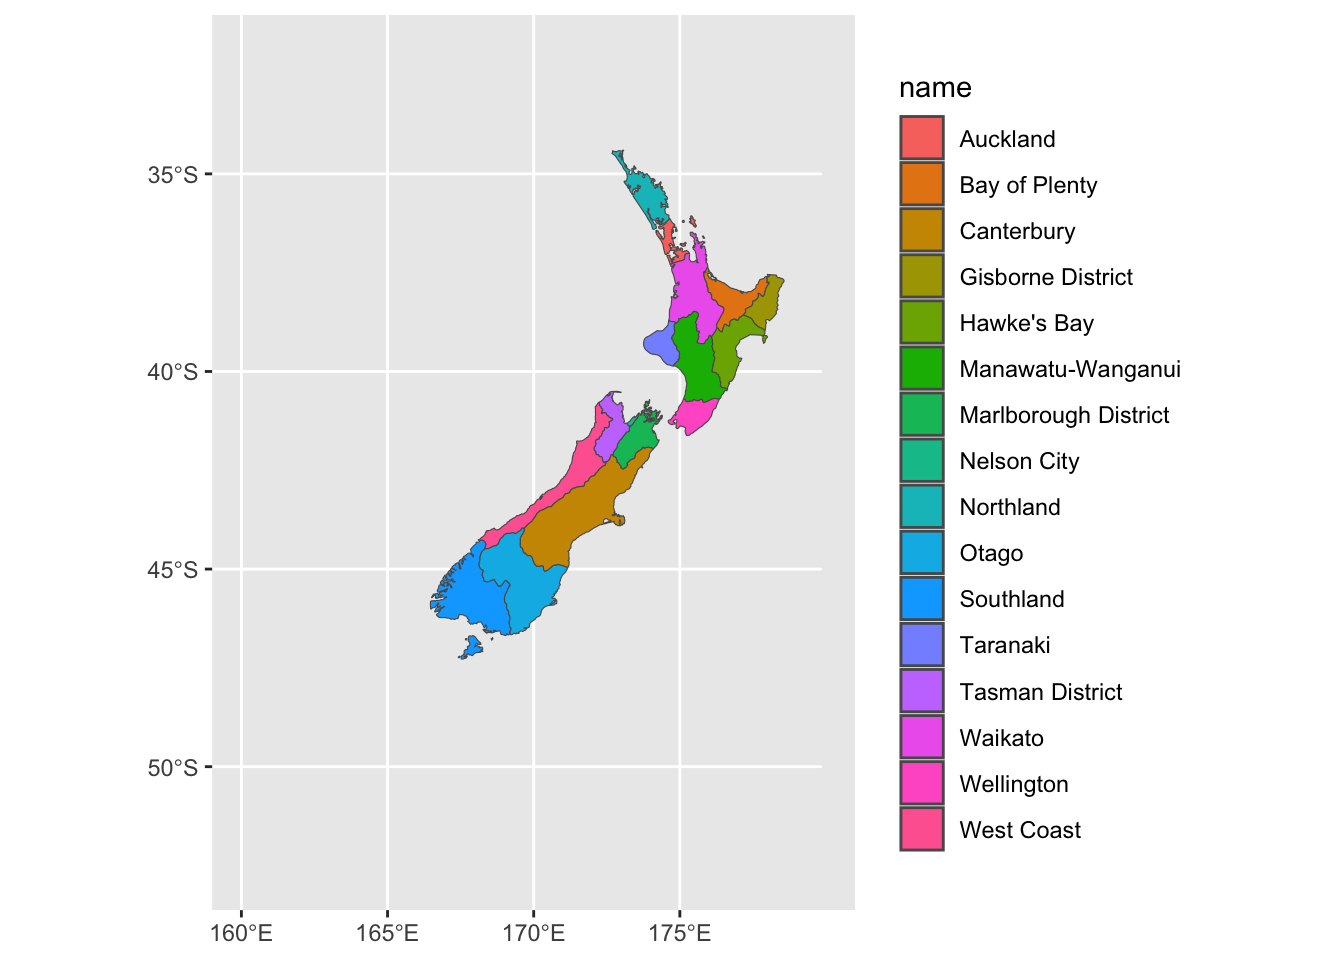 name
Auckland
Bay of Plenty
Canterbury
Gisborne District
Hawke's Bay
Manawatu-Wanganui
Marlborough District
Nelson City
Northland
Otago
Southland
Taranaki
Tasman District
Waikato
Wellington
West Coast
35°S
40°S
45°S
50°S
160°E 165°E 170°E 175°E